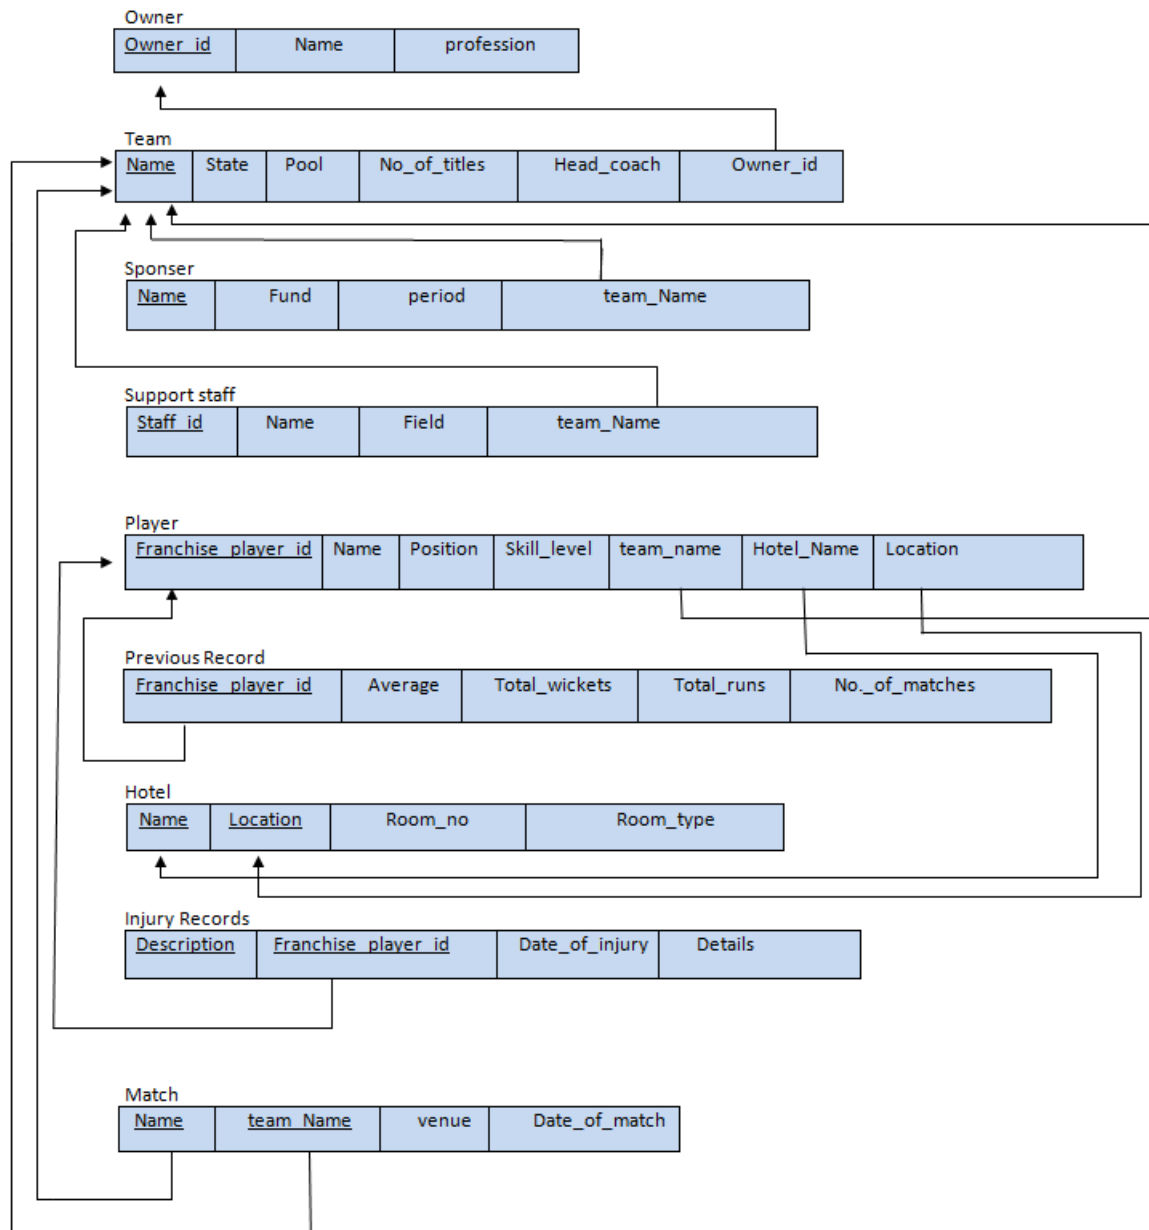 Owner
Owner_id Name profession
Team
Name State Pool No_of_titles Head_coach Owner_id
Sponser
Name Fund period team_Name
Support staff
Staff_id Name Field team_Name
Player
Franchise_player_id Name Position Skill_level team_name Hotel_Name Location
Previous Record
Franchise_player_id Average Total_wickets Total_runs No._of_matches
Hotel
Name Location Room_no Room_type
Injury Records
Description Franchise_player_id Date_of_injury Details
Match
Name team_Name venue Date_of_match